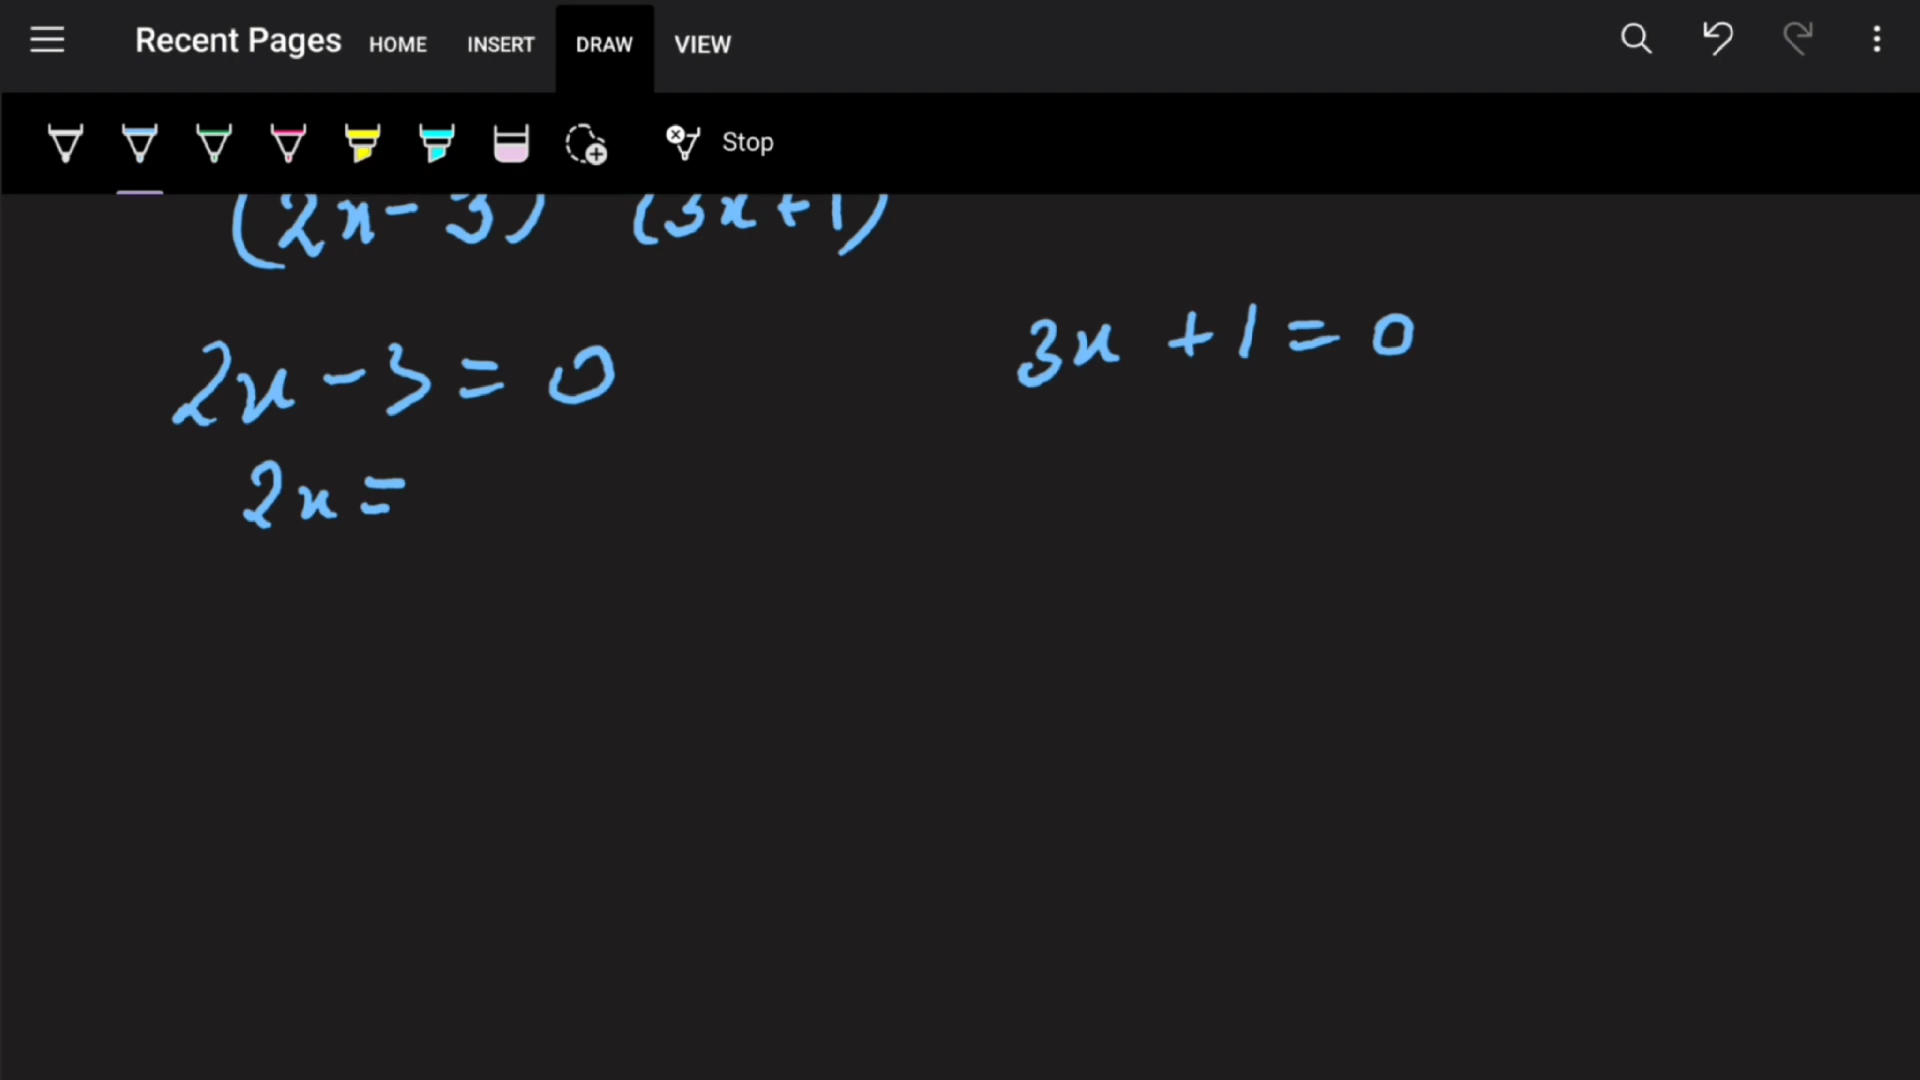 Recent Pages HOME INSERT DRAW VIEW
Stop
(2x-3) (3x+1)
2x-3=0
3x+1=0
2x=